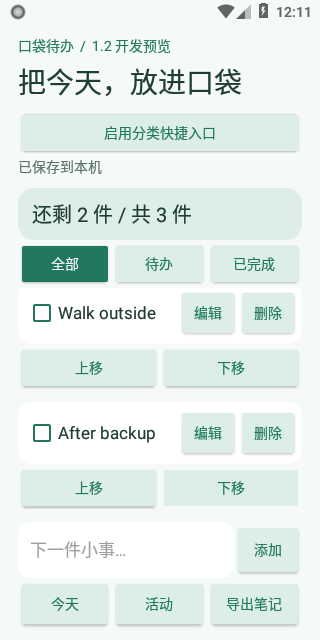 12:11
口袋待办 / 1.2 开发预览
把今天，放进口袋
启用分类快捷入口
已保存到本机
还剩 2 件 / 共 3 件
全部 待办 已完成
Walk outside 编辑 删除
上移 下移
After backup 编辑 删除
上移 下移
下一件小事… 添加
今天 活动 导出笔记